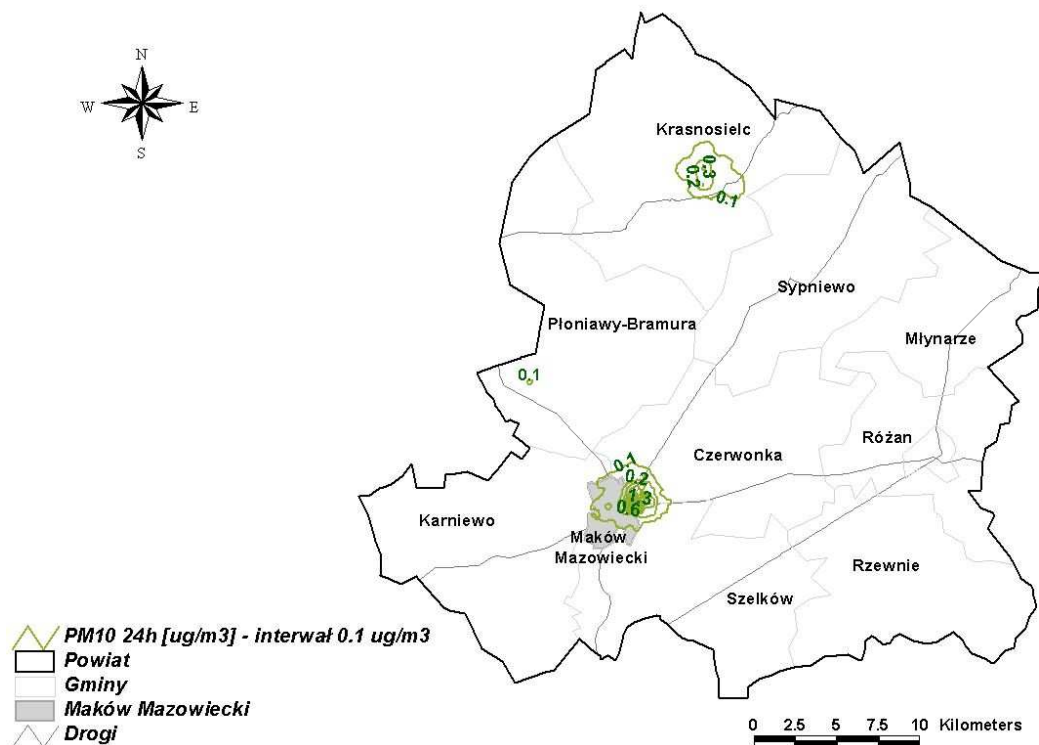 N
W E
S
Krasnosielc
0.3
0.2
0.1
Sypniewo
Płoniawy-Bramura
Młynarze
0.1
Różan
Czerwonka
0.1
0.2
1.3
0.6
Karniewo
Maków
Mazowiecki
Rzewnie
Szelków
PM10 24h [ug/m3] - interwał 0.1 ug/m3
Powiat
Gminy
Maków Mazowiecki
Drogi
0 2.5 5 7.5 10 Kilometers